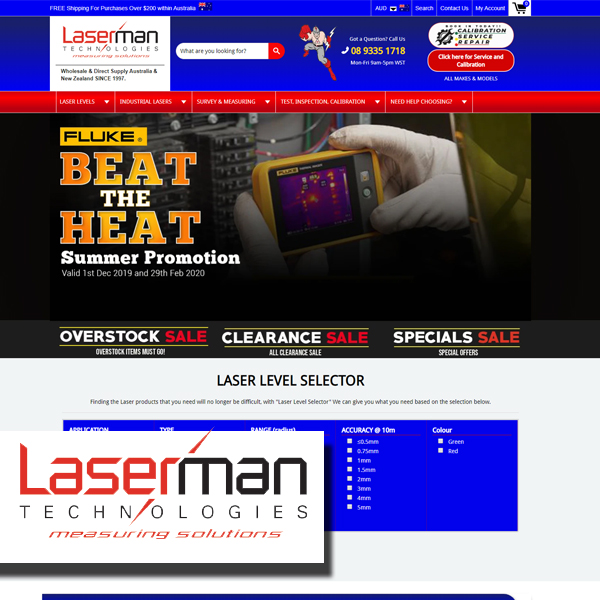 FREE Shipping For Purchases Over $200 within Australia
AUD
Search
Contact Us
My Account
0
Laserman
TECHNOLOGIES
measuring solutions
Wholesale & Direct Supply Australia &
New Zealand SINCE 1997.
What are you looking for?
Got a Question? Call Us
08 9335 1718
Mon-Fri 9am-5pm WST
BOOK IN TODAY!!
CALIBRATION
SERVICE
REPAIR
Click here for Service and
Calibration
ALL MAKES & MODELS
LASER LEVELS
INDUSTRIAL LASERS
SURVEY & MEASURING
TEST, INSPECTION, CALIBRATION
NEED HELP CHOOSING?
FLUKE
BEAT
THE
HEAT
Summer Promotion
Valid 1st Dec 2019 and 29th Feb 2020
FLUKE
OVERSTOCK SALE
OVERSTOCK ITEMS MUST GO!
CLEARANCE SALE
ALL CLEARANCE SALE
SPECIALS SALE
SPECIAL OFFERS
LASER LEVEL SELECTOR
Finding the Laser products that you need will no longer be difficult, with "Laser Level Selector" We can give you what you need based on the selection below.
APPLICATION
TYPE
RANGE (radius)
ACCURACY @ 10m
≤0.5mm
0.75mm
1mm
1.5mm
2mm
3mm
4mm
5mm
Colour
Green
Red
Laserman
TECHNOLOGIES
measuring solutions